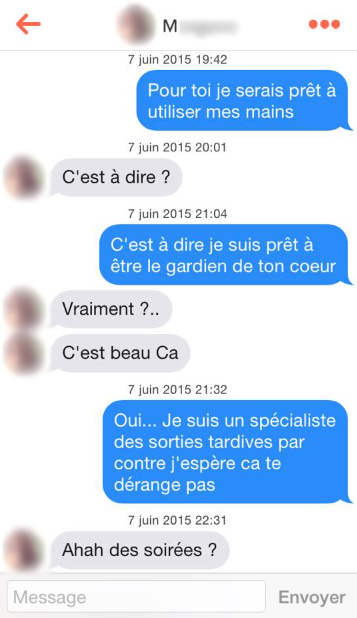 M
7 juin 2015 19:42
Pour toi je serais prêt à
utiliser mes mains
7 juin 2015 20:01
C'est à dire ?
7 juin 2015 21:04
C'est à dire je suis prêt à
être le gardien de ton coeur
Vraiment ?..
C'est beau Ca
7 juin 2015 21:32
Oui... Je suis un spécialiste
des sorties tardives par
contre j'espère ca te
dérange pas
7 juin 2015 22:31
Ahah des soirées ?
Message
Envoyer